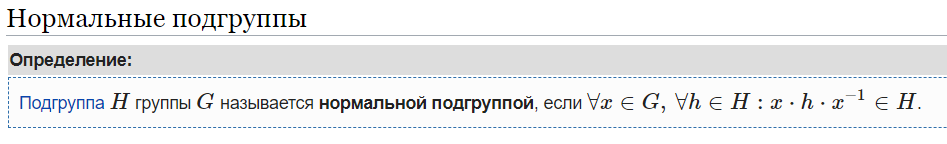 Нормальные подгруппы
Определение:
Подгруппа H группы G называется нормальной подгруппой, если ∀x ∈ G, ∀h ∈ H : x · h · x⁻¹ ∈ H.